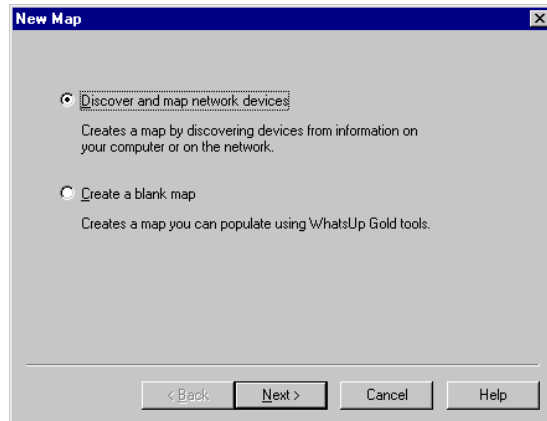 New Map
Discover and map network devices
Creates a map by discovering devices from information on
your computer or on the network.
Create a blank map
Creates a map you can populate using WhatsUp Gold tools.
< Back
Next >
Cancel
Help